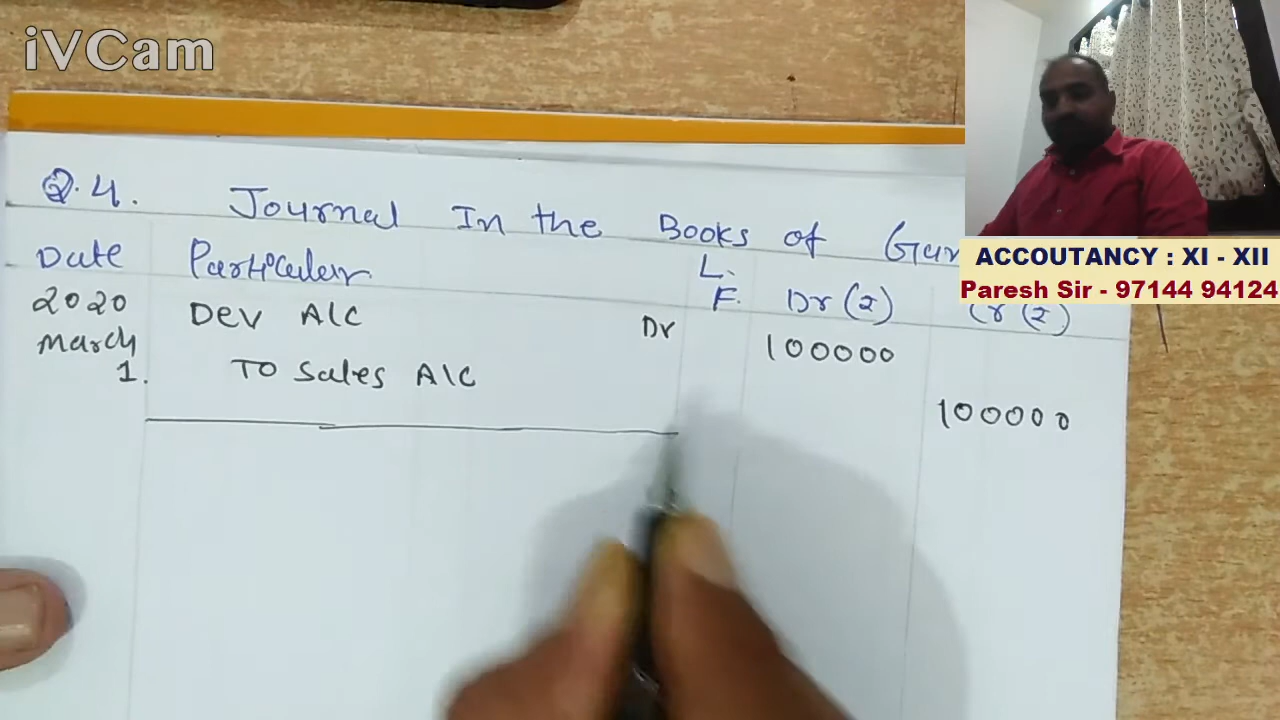 iVCam
Q.4. Journal In the Books of
Date Particular L.F. Dr (₹) Cr (₹)
2020 Dev A/C Dr 100000
March
1. To Sales A/C 100000
ACCOUTANCY : XI - XII
Paresh Sir - 97144 94124